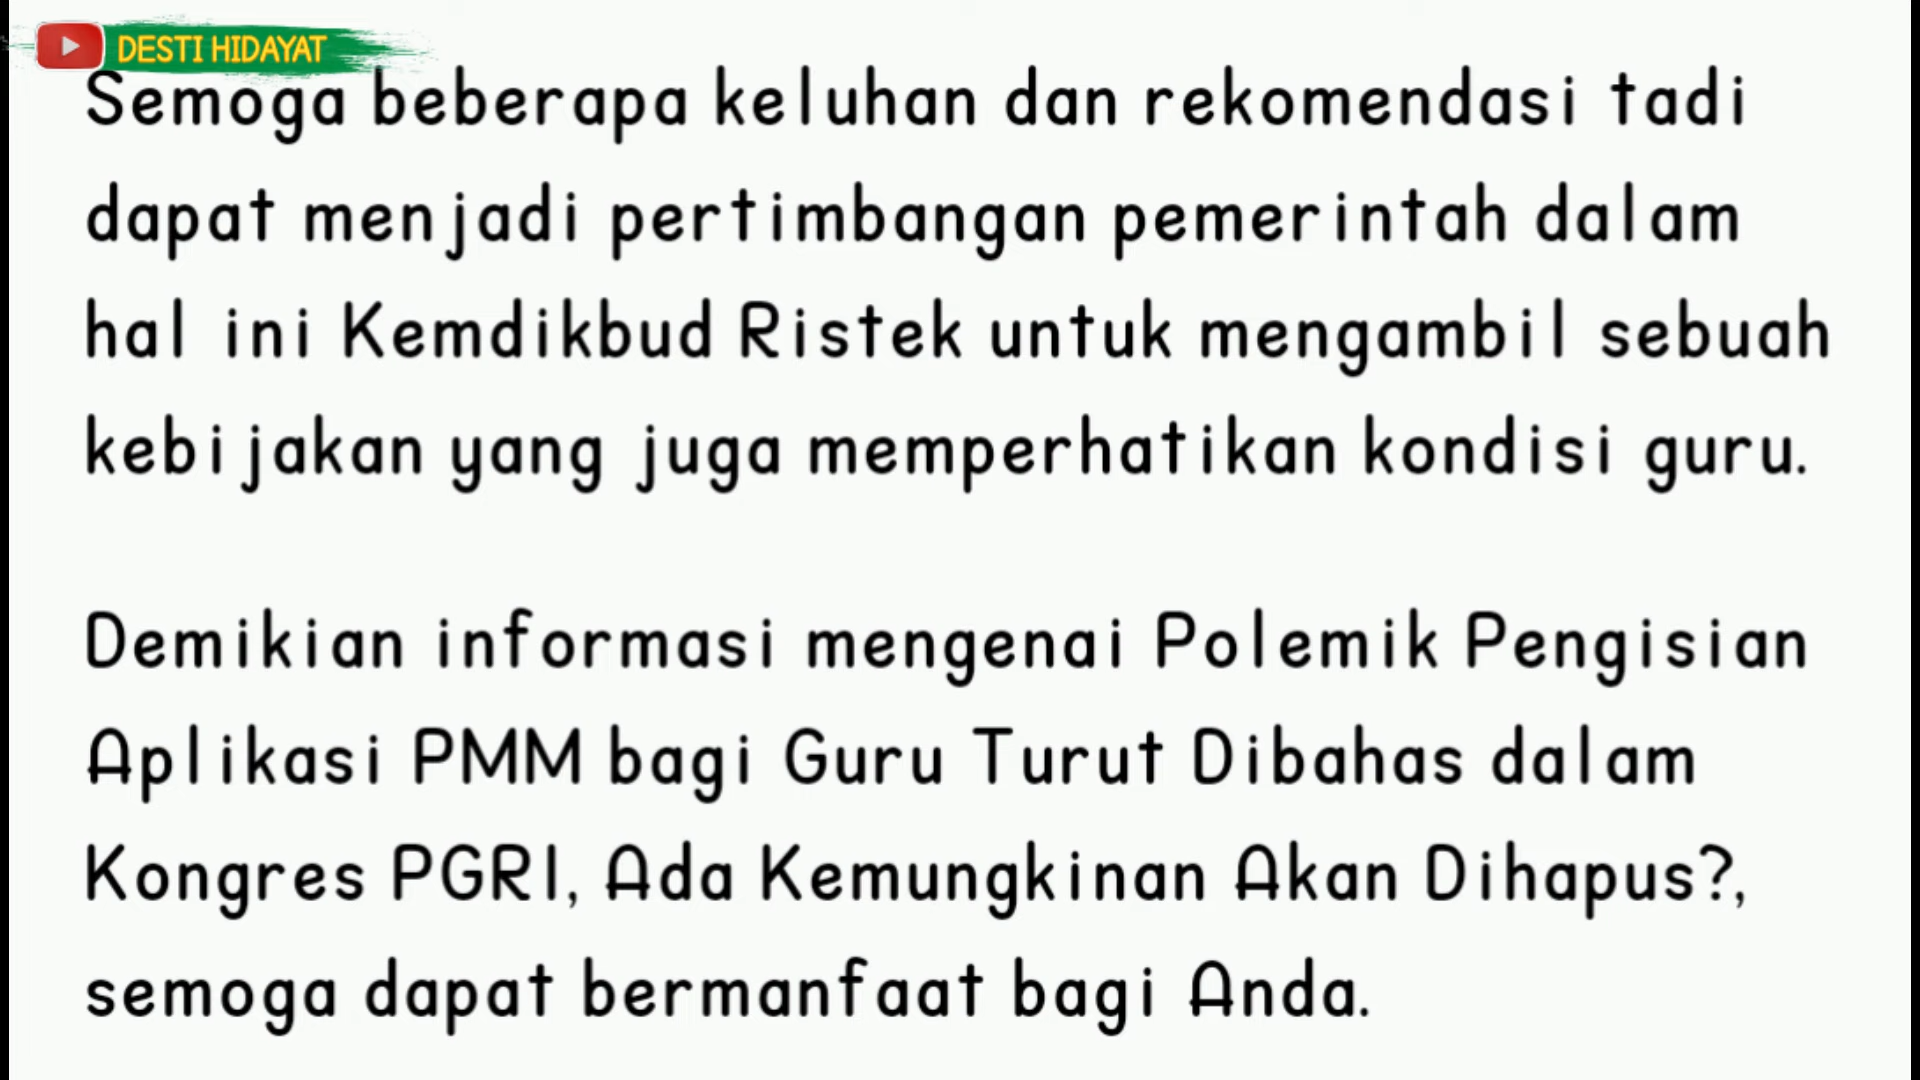 DESTI HIDAYAT
Semoga beberapa keluhan dan rekomendasi tadi
dapat menjadi pertimbangan pemerintah dalam
hal ini Kemdikbud Ristek untuk mengambil sebuah
kebijakan yang juga memperhatikan kondisi guru.
Demikian informasi mengenai Polemik Pengisian
Aplikasi PMM bagi Guru Turut Dibahas dalam
Kongres PGRI, Ada Kemungkinan Akan Dihapus?,
semoga dapat bermanfaat bagi Anda.